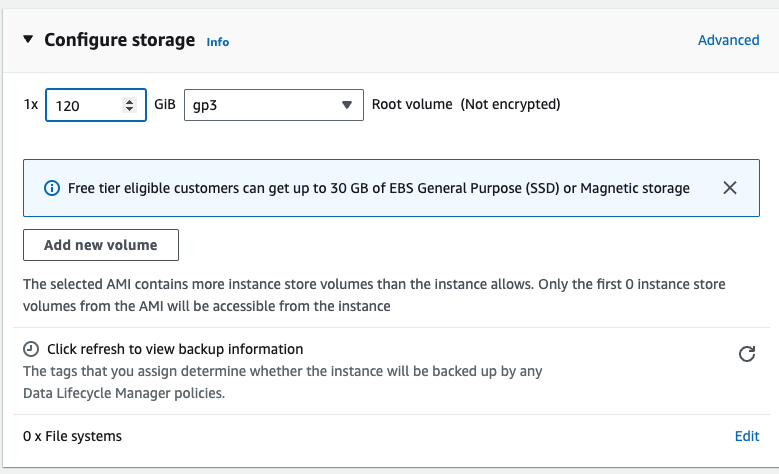 Configure storage Info Advanced
1x 120 GiB gp3 Root volume (Not encrypted)
Free tier eligible customers can get up to 30 GB of EBS General Purpose (SSD) or Magnetic storage
Add new volume
The selected AMI contains more instance store volumes than the instance allows. Only the first 0 instance store
volumes from the AMI will be accessible from the instance
Click refresh to view backup information
The tags that you assign determine whether the instance will be backed up by any
Data Lifecycle Manager policies.
0 x File systems Edit